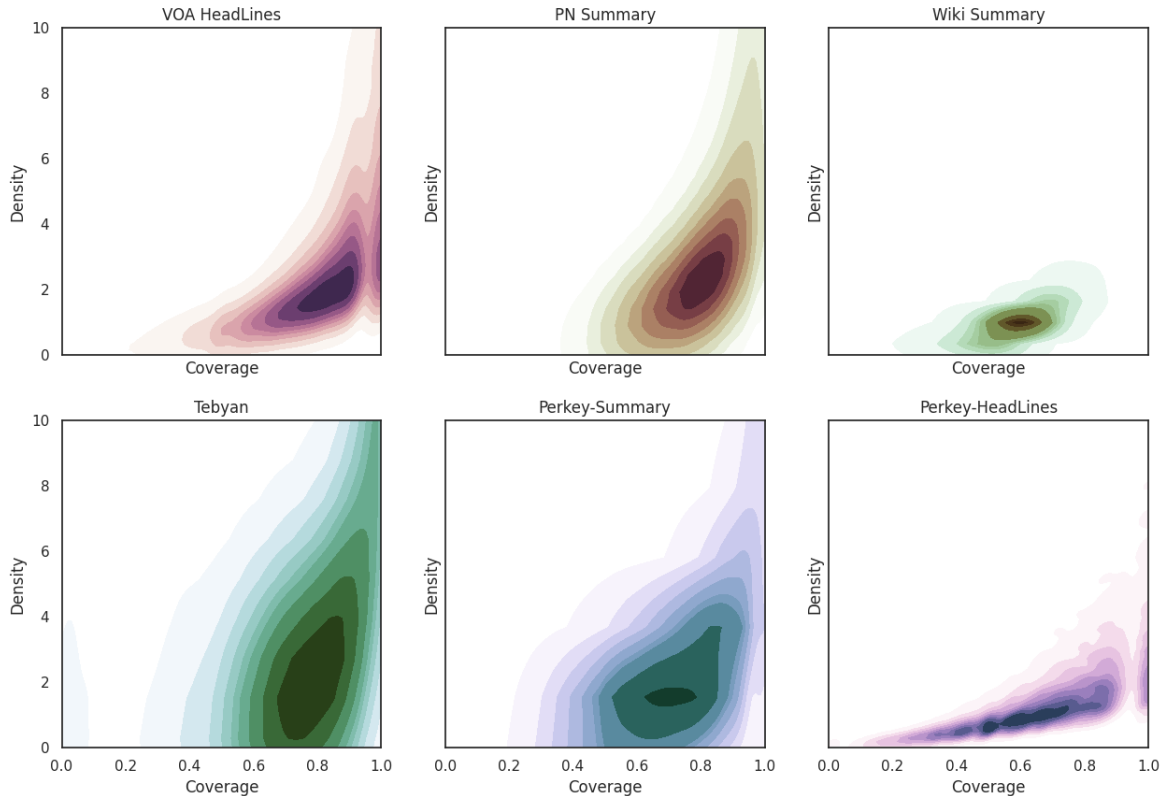 VOA HeadLines
PN Summary
Wiki Summary
10
8
6
4
2
0
Density
Density
Density
Coverage
Coverage
Coverage
Tebyan
Perkey-Summary
Perkey-HeadLines
10
8
6
4
2
0
Density
Density
Density
0.0 0.2 0.4 0.6 0.8 1.0
0.0 0.2 0.4 0.6 0.8 1.0
0.0 0.2 0.4 0.6 0.8 1.0
Coverage
Coverage
Coverage